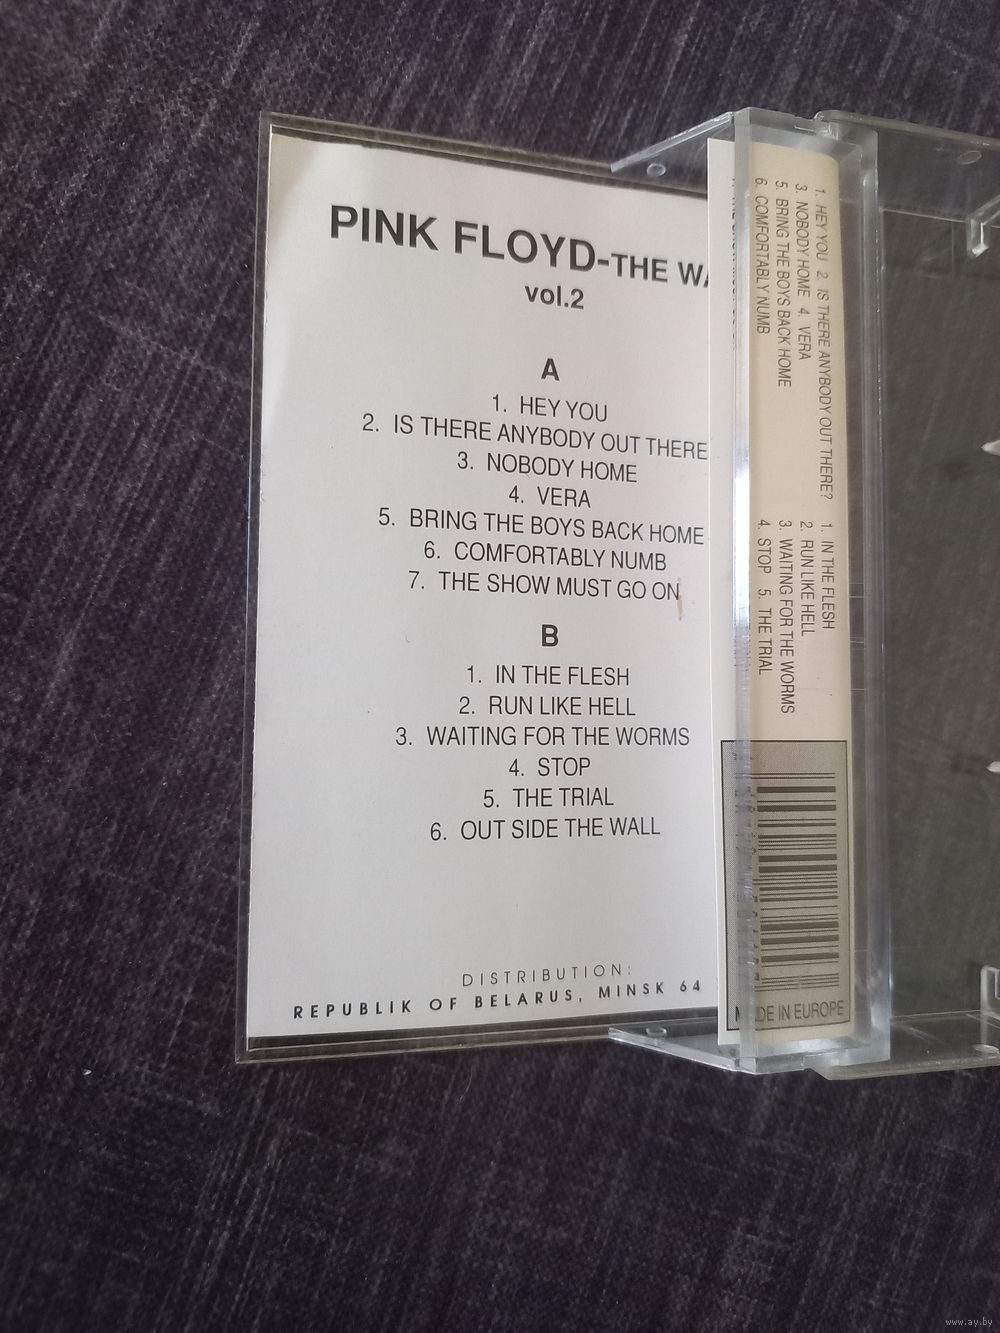 PINK FLOYD-THE WA
vol.2
A
1. HEY YOU
2. IS THERE ANYBODY OUT THERE
3. NOBODY HOME
4. VERA
5. BRING THE BOYS BACK HOME
6. COMFORTABLY NUMB
7. THE SHOW MUST GO ON
B
1. IN THE FLESH
2. RUN LIKE HELL
3. WAITING FOR THE WORMS
4. STOP
5. THE TRIAL
6. OUT SIDE THE WALL
DISTRIBUTION:
REPUBLIK OF BELARUS, MINSK 64
1. HEY YOU 2. IS THERE ANYBODY OUT THERE?
3. NOBODY HOME 4. VERA
5. BRING THE BOYS BACK HOME
6. COMFORTABLY NUMB
1. IN THE FLESH
2. RUN LIKE HELL
3. WAITING FOR THE WORMS
4. STOP 5. THE TRIAL
MADE IN EUROPE
www.ay.by